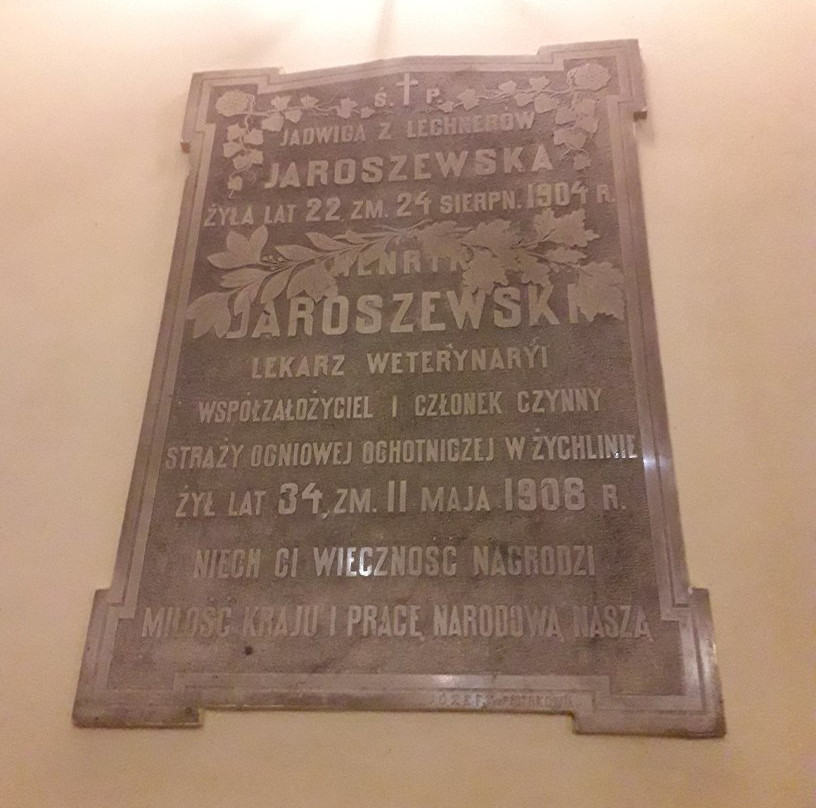 Ś. P.
JADWIGA Z LECHNERÓW
JAROSZEWSKA
ŻYŁA LAT 22, ZM. 24 SIERPN. 1904 R.
HENRYK
JAROSZEWSKI
LEKARZ WETERYNARYI
WSPÓŁZAŁOŻYCIEL I CZŁONEK CZYNNY
STRAŻY OGNIOWEJ OCHOTNICZEJ W ŻYCHLINIE
ŻYŁ LAT 34, ZM. 11 MAJA 1908 R.
NIECH CI WIECZNOŚĆ NAGRODZI
MIŁOŚĆ KRAJU I PRACĘ NARODOWĄ NASZĄ